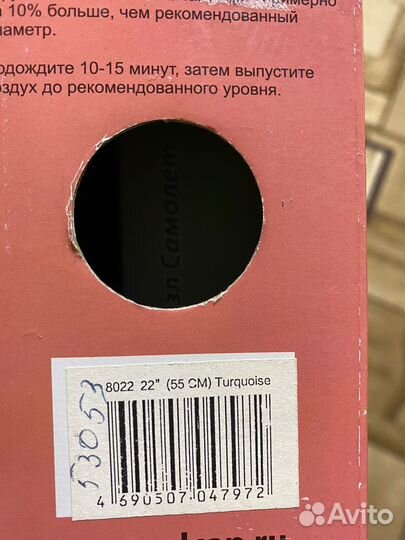 а 10% больше, чем рекомендованный
одождите 10-15 минут, затем выпустите
оздух до рекомендованного уровня.
зл Самолет
8022 22" (55 CM) Turquoise
53053
4 690507 047972
Avito